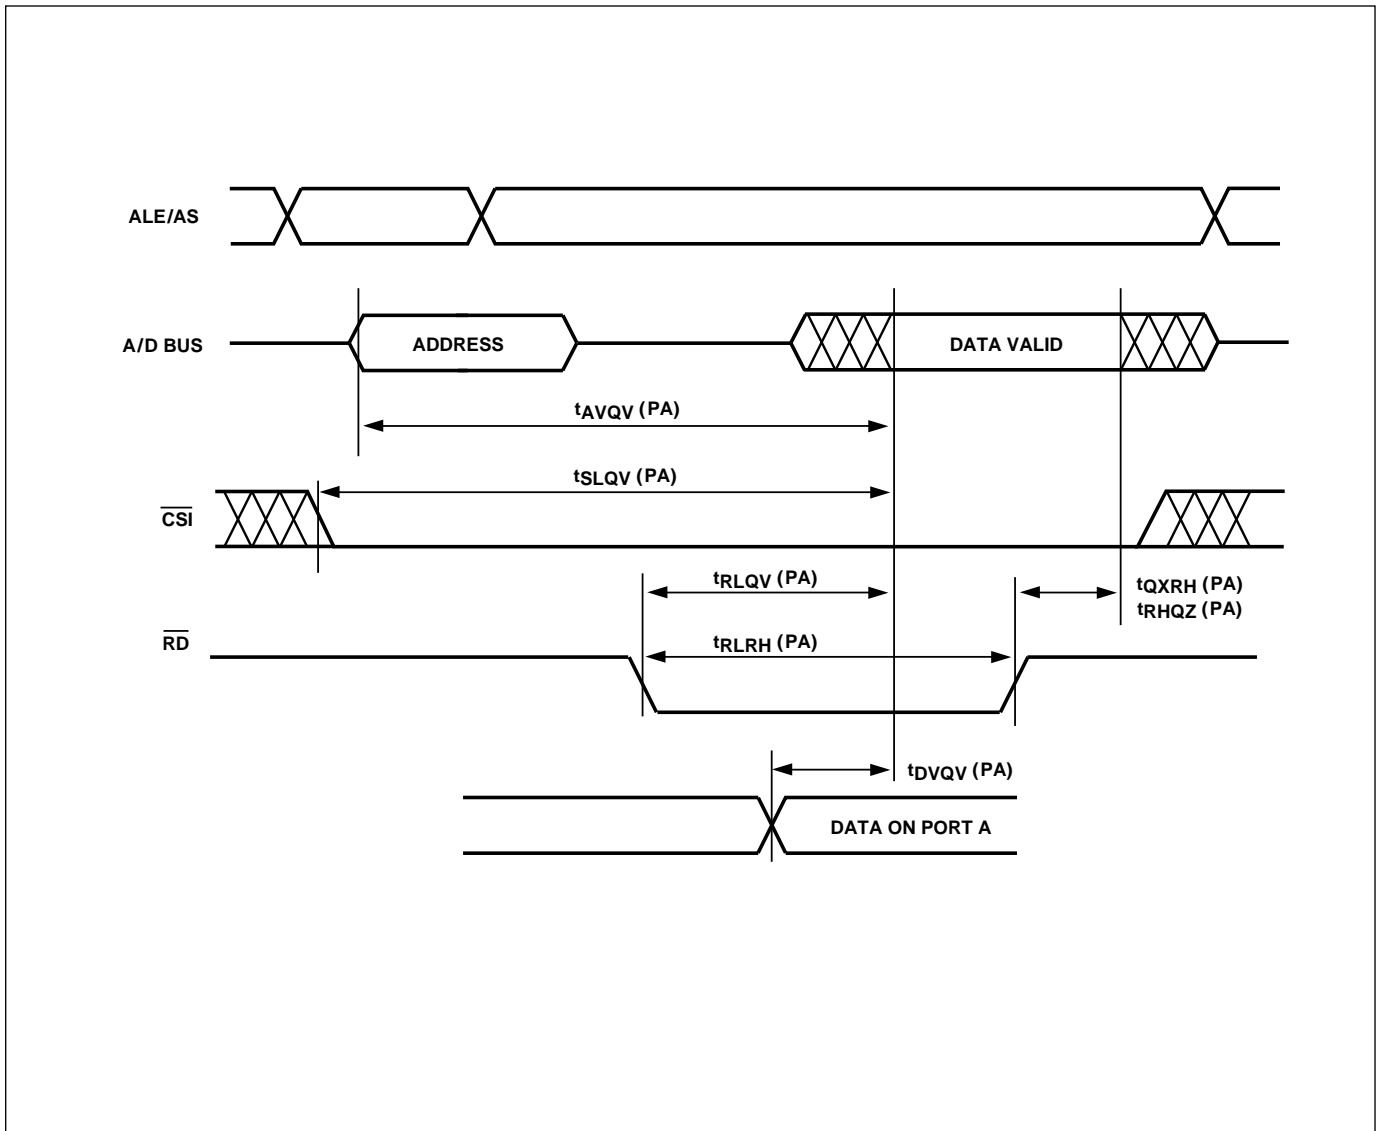 ALE/AS
A/D BUS
ADDRESS
DATA VALID
tAVQV (PA)
tSLQV (PA)
CSI
tRLQV (PA)
tQXRH (PA)
tRHQZ (PA)
RD
tRLRH (PA)
tDVQV (PA)
DATA ON PORT A